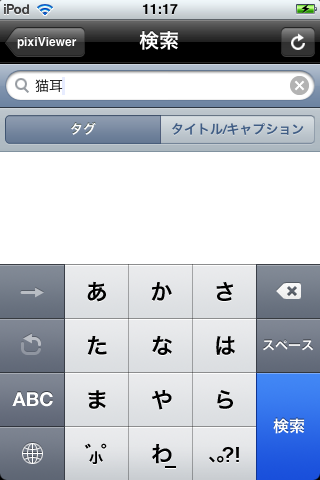 iPod 11:17
pixiViewer 検索
猫耳
タグ タイトル/キャプション
→ あ か さ
た な は スペース
ABC ま や ら 検索
゛小゜ わ_ 、。?!